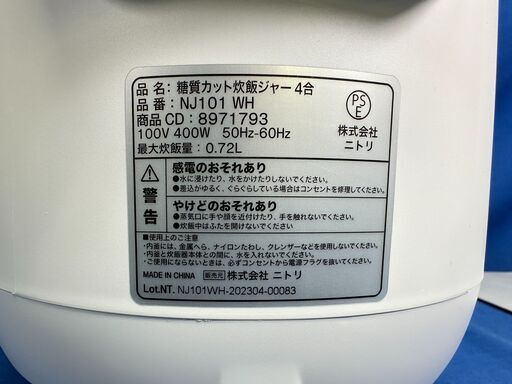 品 名: 糖質カット炊飯ジャー 4合
品 番: NJ101 WH
商品CD: 8971793
100V 400W 50Hz-60Hz
最大炊飯量: 0.72L
PSE
株式会社
ニトリ
警告
感電のおそれあり
●水に浸けたり、水をかけたりしないでください。
●差込がゆるく、ぐらぐらしている場合はコンセントを修理してください。
やけどのおそれあり
●蒸気口に手や顔を近付けたり、手を触れないでください。
●炊飯中はふたを開けないでください。
■使用上のご注意
・内釜には、金属へら、ナイロンたわし、クレンザーなどを使用しないでください。
・内釜と炊飯器本体との間に、水を入れないでください。
・ご使用にならないときは、必ずコンセントから電源プラグを抜いてください。
MADE IN CHINA 販売元 株式会社 ニトリ
Lot.NT. NJ101WH-202304-00083